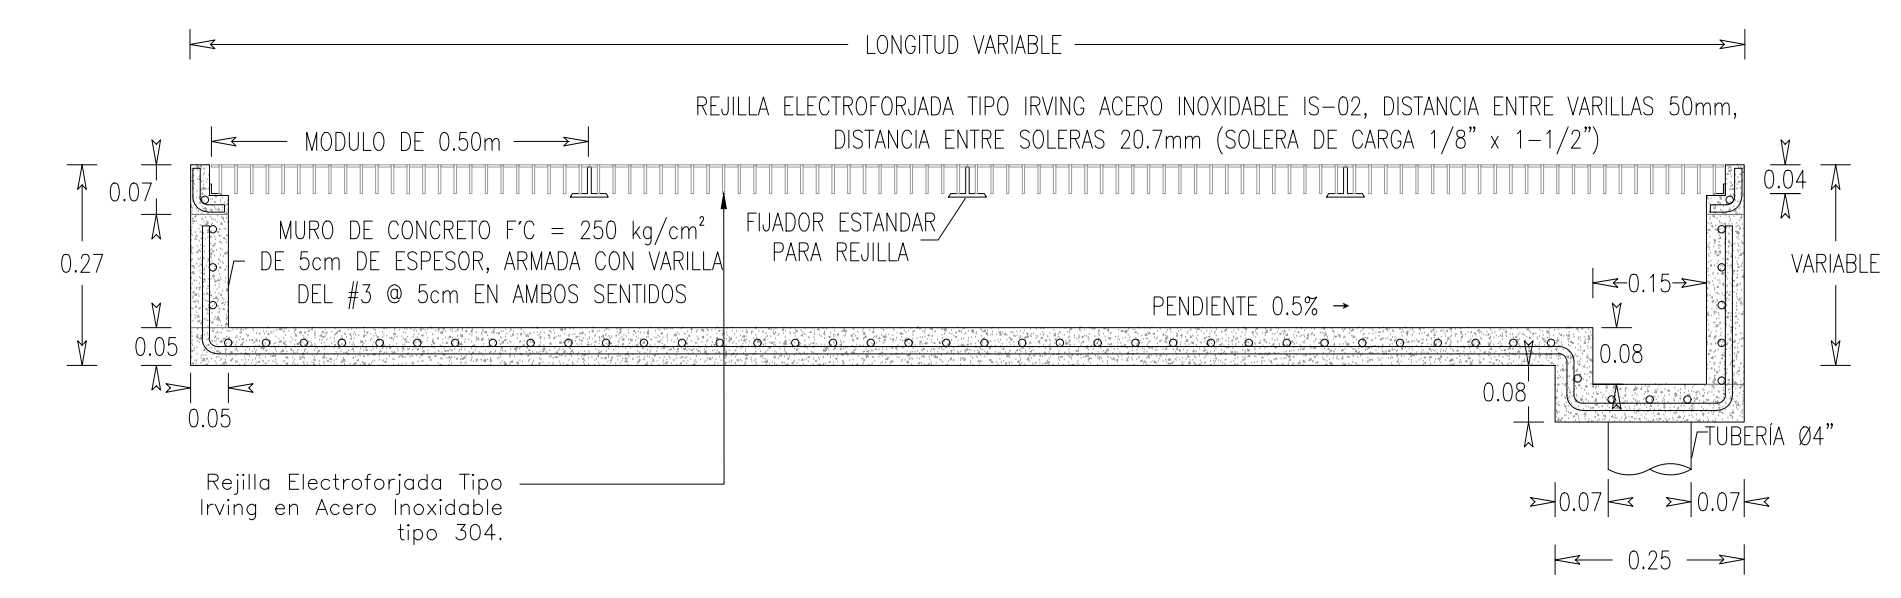 LONGITUD VARIABLE
REJILLA ELECTROFORJADA TIPO IRVING ACERO INOXIDABLE IS-02, DISTANCIA ENTRE VARILLAS 50mm,
DISTANCIA ENTRE SOLERAS 20.7mm (SOLERA DE CARGA 1/8" x 1-1/2")
MODULO DE 0.50m
0.07
0.04
0.27
MURO DE CONCRETO F´C = 250 kg/cm²
DE 5cm DE ESPESOR, ARMADA CON VARILLA
DEL #3 @ 5cm EN AMBOS SENTIDOS
FIJADOR ESTANDAR
PARA REJILLA
VARIABLE
0.15
PENDIENTE 0.5% →
0.05
0.08
0.08
0.05
TUBERÍA Ø4"
Rejilla Electroforjada Tipo
Irving en Acero Inoxidable
tipo 304.
0.07
0.07
0.25